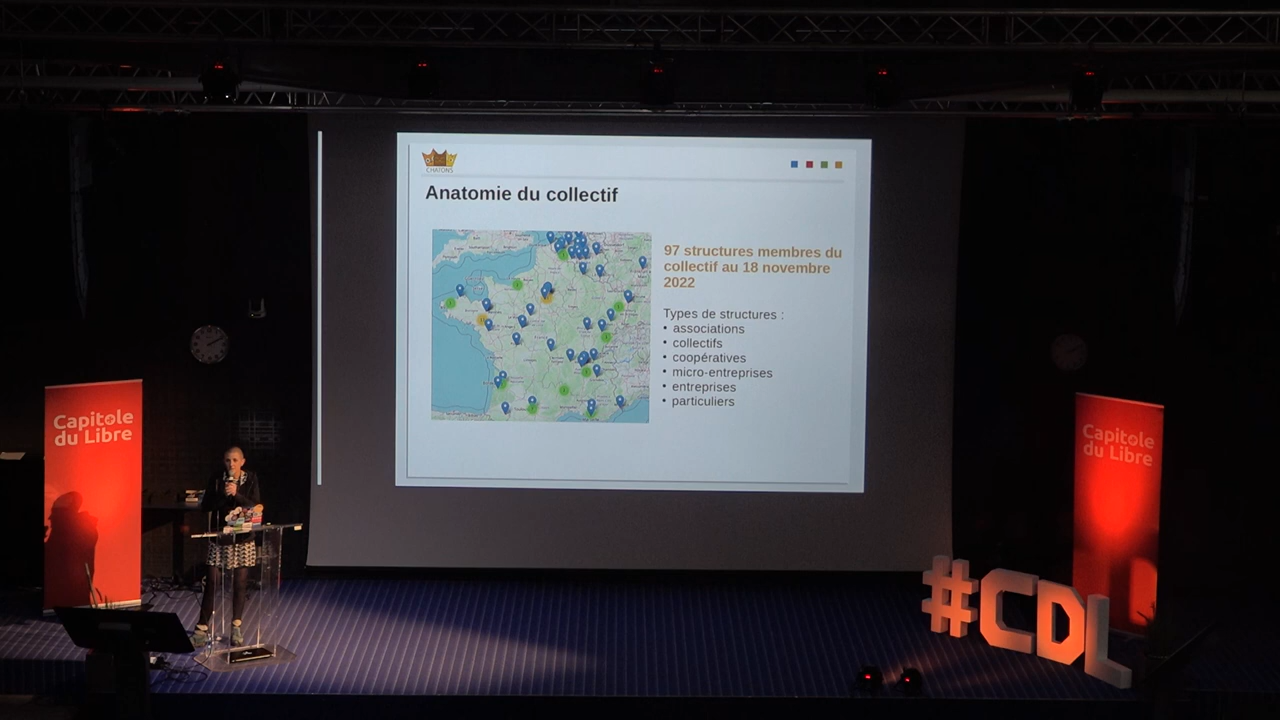 CHATONS
Anatomie du collectif
97 structures membres du
collectif au 18 novembre
2022
Types de structures :
• associations
• collectifs
• coopératives
• micro-entreprises
• entreprises
• particuliers
Capitole
du Libre
Capitole
du Libre
#CDL